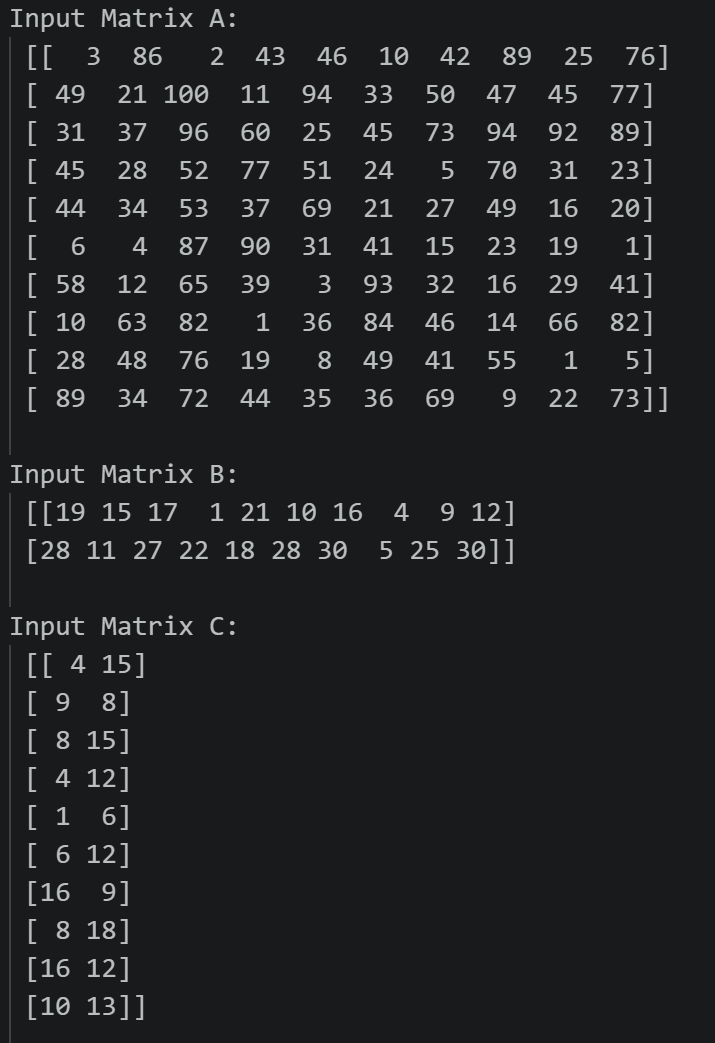 Input Matrix A:
[[  3  86   2  43  46  10  42  89  25  76]
[ 49  21 100  11  94  33  50  47  45  77]
[ 31  37  96  60  25  45  73  94  92  89]
[ 45  28  52  77  51  24   5  70  31  23]
[ 44  34  53  37  69  21  27  49  16  20]
[  6   4  87  90  31  41  15  23  19   1]
[ 58  12  65  39   3  93  32  16  29  41]
[ 10  63  82   1  36  84  46  14  66  82]
[ 28  48  76  19   8  49  41  55   1   5]
[ 89  34  72  44  35  36  69   9  22  73]]
Input Matrix B:
[[19 15 17  1 21 10 16  4  9 12]
[28 11 27 22 18 28 30  5 25 30]]
Input Matrix C:
[[ 4 15]
[ 9  8]
[ 8 15]
[ 4 12]
[ 1  6]
[ 6 12]
[16  9]
[ 8 18]
[16 12]
[10 13]]